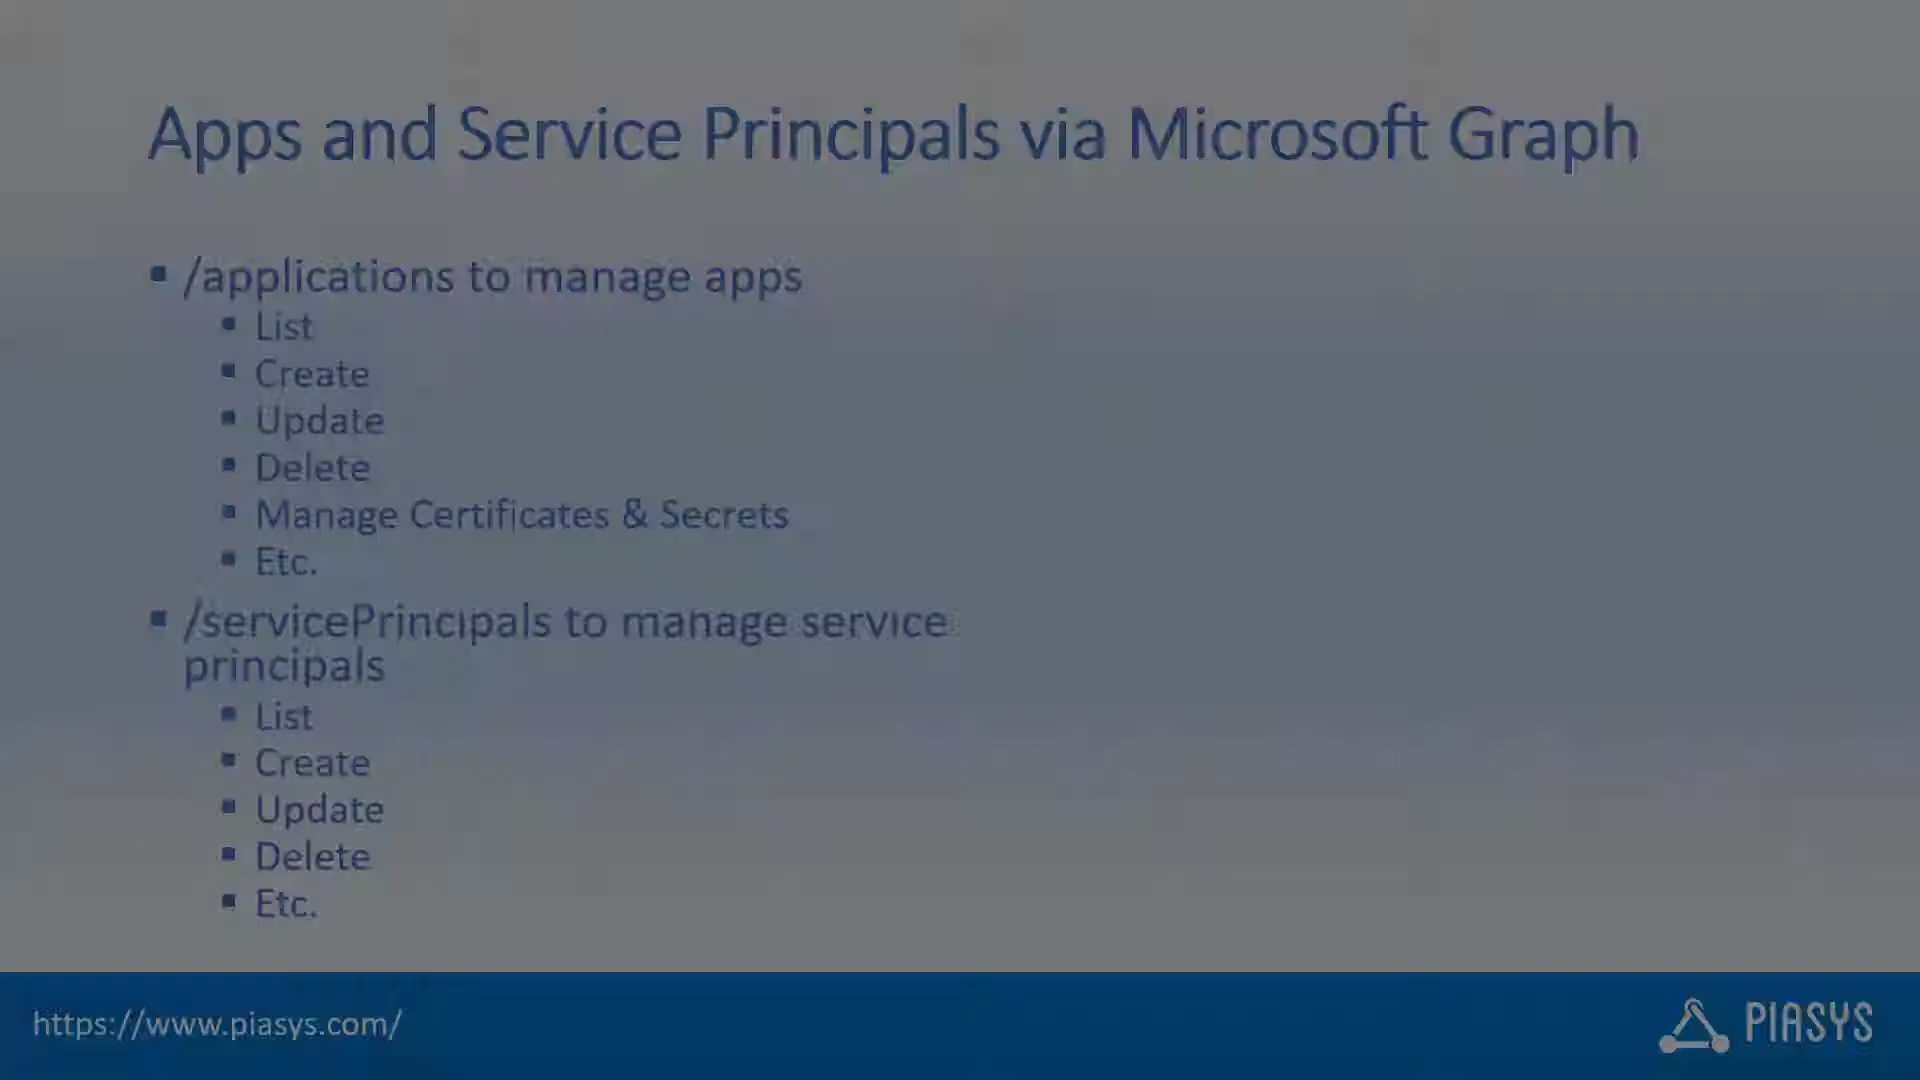 Apps and Service Principals via Microsoft Graph
▪ /applications to manage apps
▪ List
▪ Create
▪ Update
▪ Delete
▪ Manage Certificates & Secrets
▪ Etc.
▪ /servicePrincipals to manage service
principals
▪ List
▪ Create
▪ Update
▪ Delete
▪ Etc.
https://www.piasys.com/
PIASYS